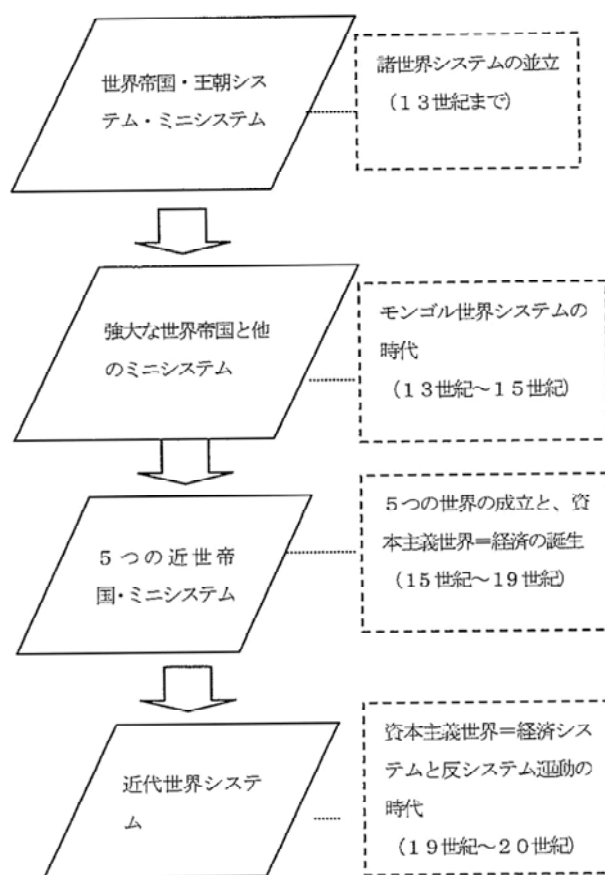 世界帝国・王朝シス
テム・ミニシステム
諸世界システムの並立
（１３世紀まで）
強大な世界帝国と他
のミニシステム
モンゴル世界システムの
時代
（１３世紀～１５世紀）
５つの近世帝
国・ミニシステム
５つの世界の成立と、資
本主義世界＝経済の誕生
（15世紀～19世紀）
近代世界システ
ム
資本主義世界＝経済シス
テムと反システム運動の
時代
（１９世紀～２０世紀）